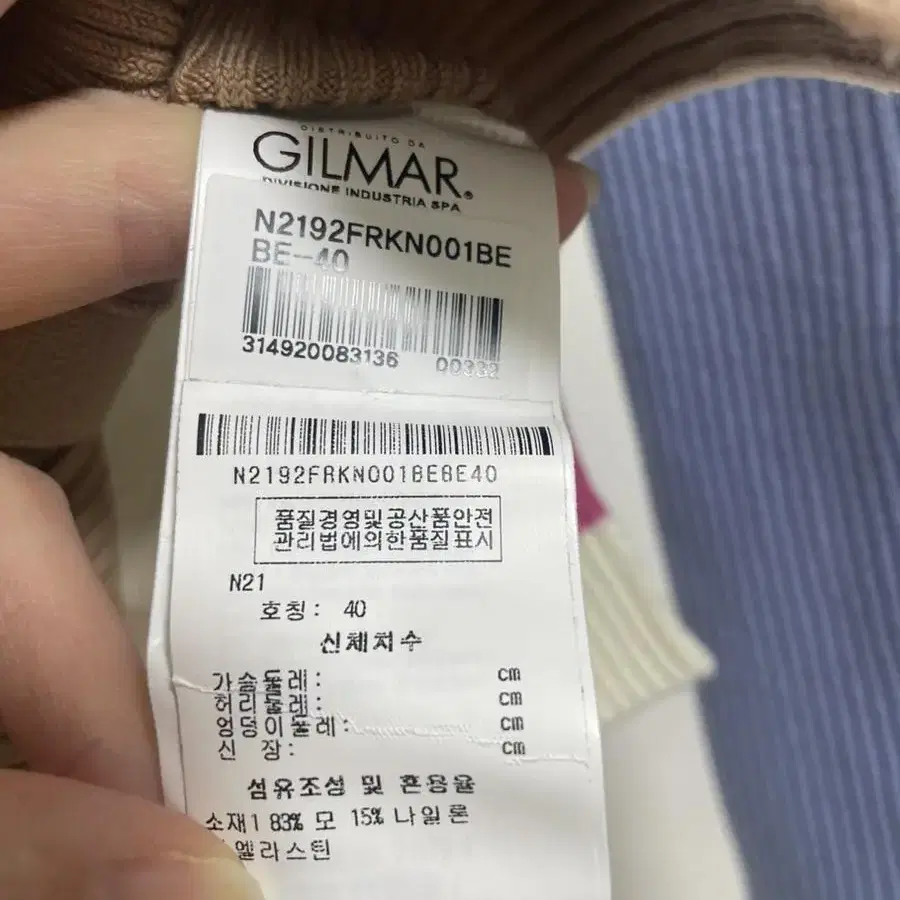 DISTRIBUITO DA
GILMAR®
DIVISIONE INDUSTRIA SPA
N2192FRKN001BE
BE-40
314920083136 00332
N2192FRKN001BEBE40
품질경영및공산품안전
관리법에의한품질표시
N21
호칭: 40
신체치수
가슴둘레: cm
허리둘레: cm
엉덩이둘레: cm
신 장: cm
섬유조성 및 혼용율
소재1 83% 모 15% 나일론
엘라스틴